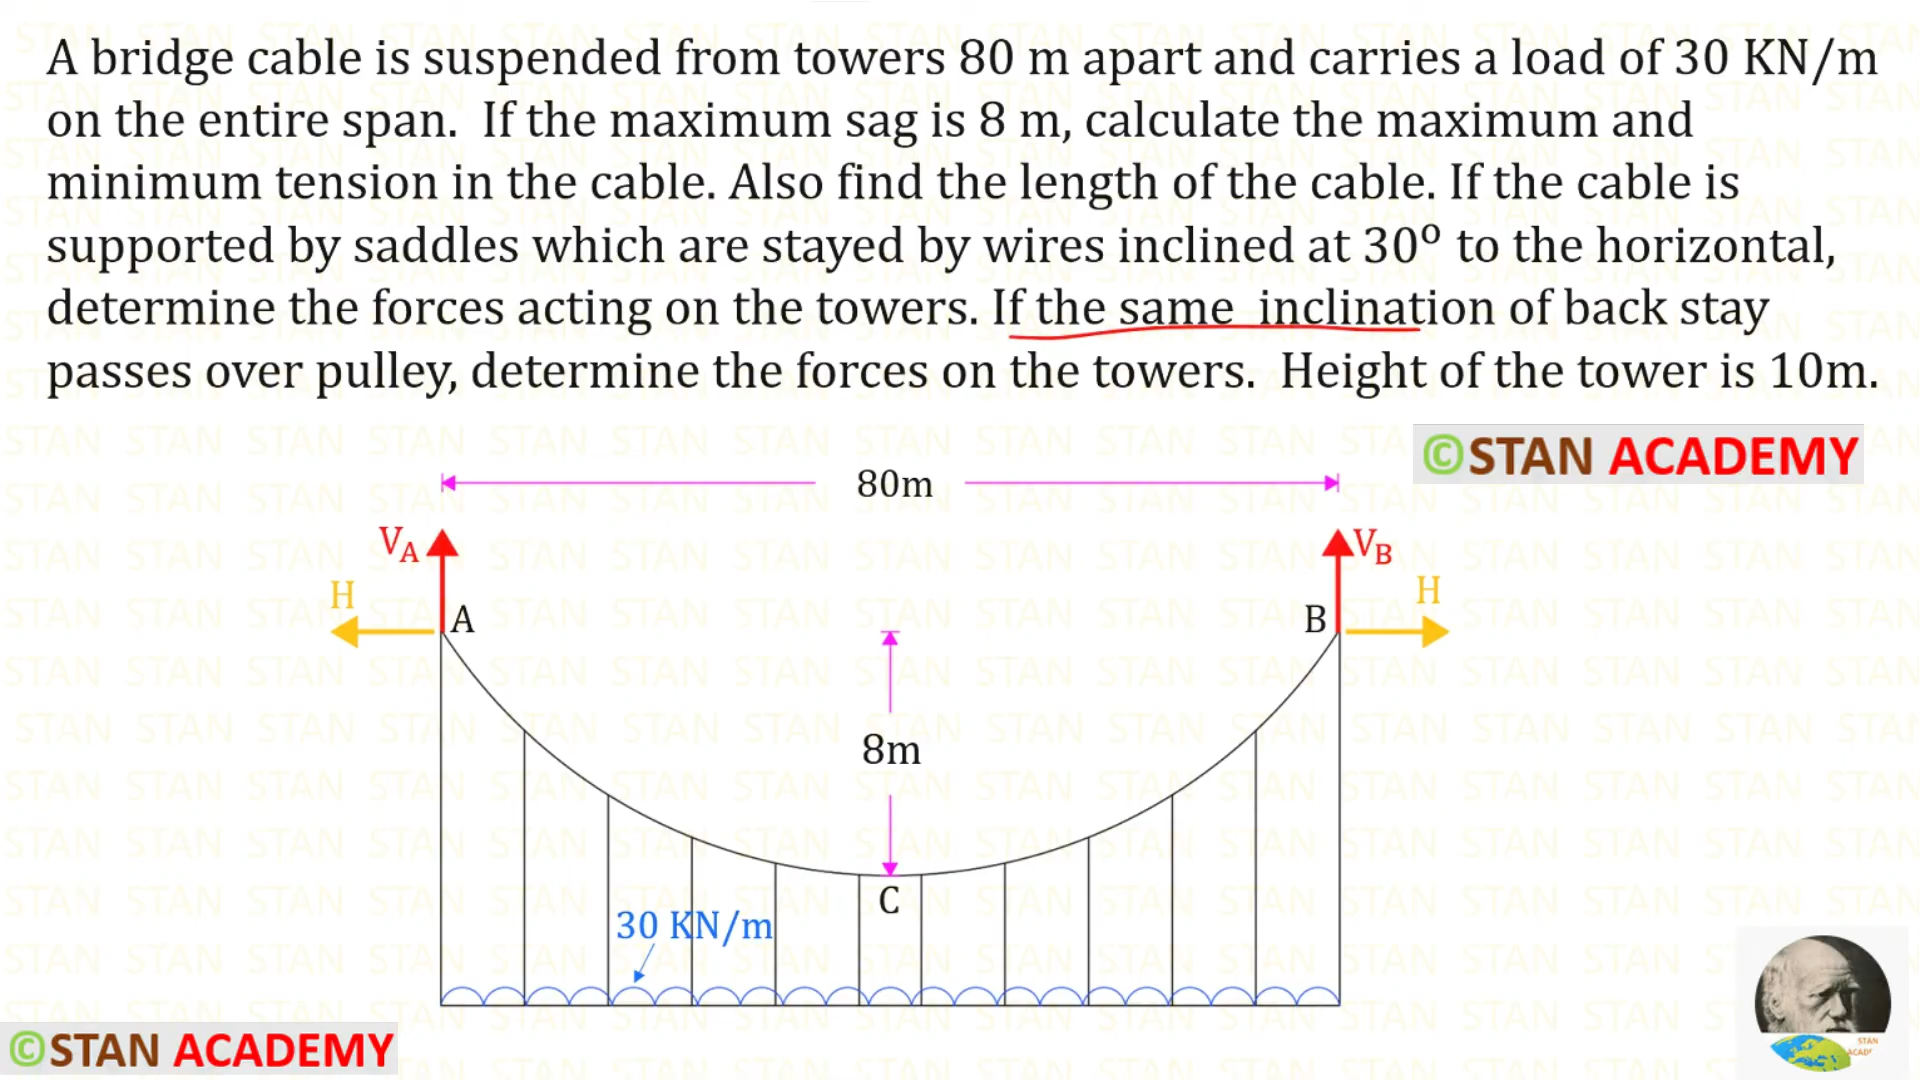 A bridge cable is suspended from towers 80 m apart and carries a load of 30 KN/m
on the entire span.  If the maximum sag is 8 m, calculate the maximum and
minimum tension in the cable. Also find the length of the cable. If the cable is
supported by saddles which are stayed by wires inclined at 30⁰ to the horizontal,
determine the forces acting on the towers. If the same  inclination of back stay
passes over pulley, determine the forces on the towers.  Height of the tower is 10m.
©STAN ACADEMY
80m
V_A
V_B
H
H
A
B
8m
C
30 KN/m
©STAN ACADEMY
STAN